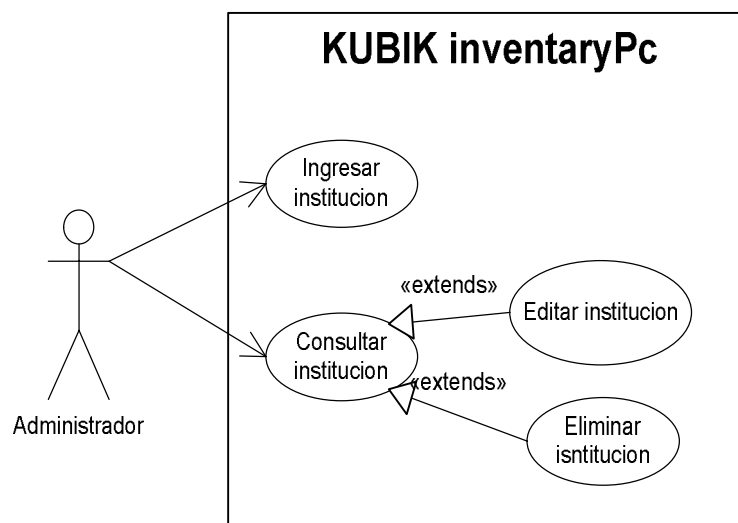 KUBIK inventaryPc
Ingresar
institucion
«extends»
Editar institucion
Consultar
institucion
«extends»
Eliminar
isntitucion
Administrador